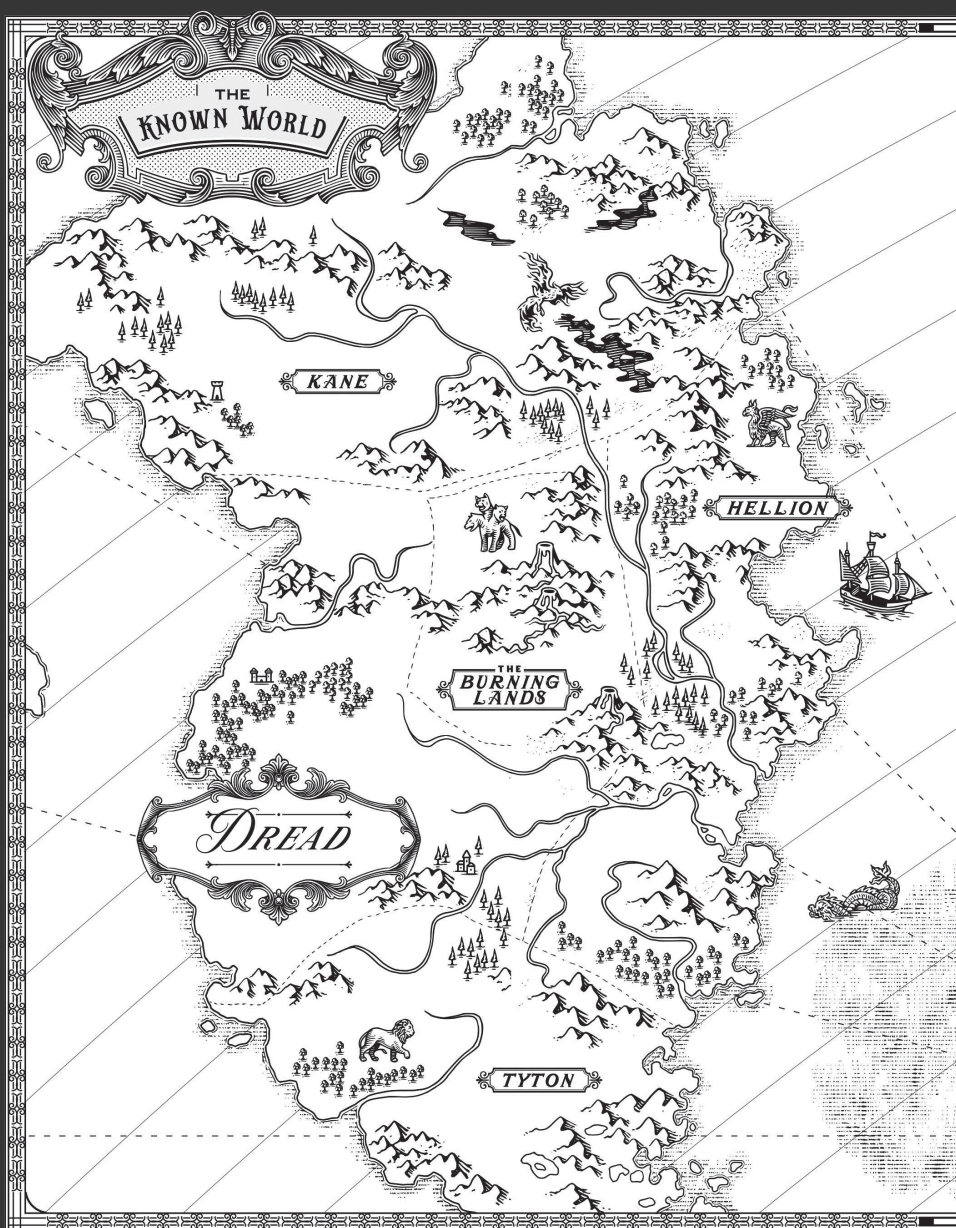 THE
KNOWN WORLD
KANE
HELLION
THE
BURNING
LANDS
DREAD
TYTON